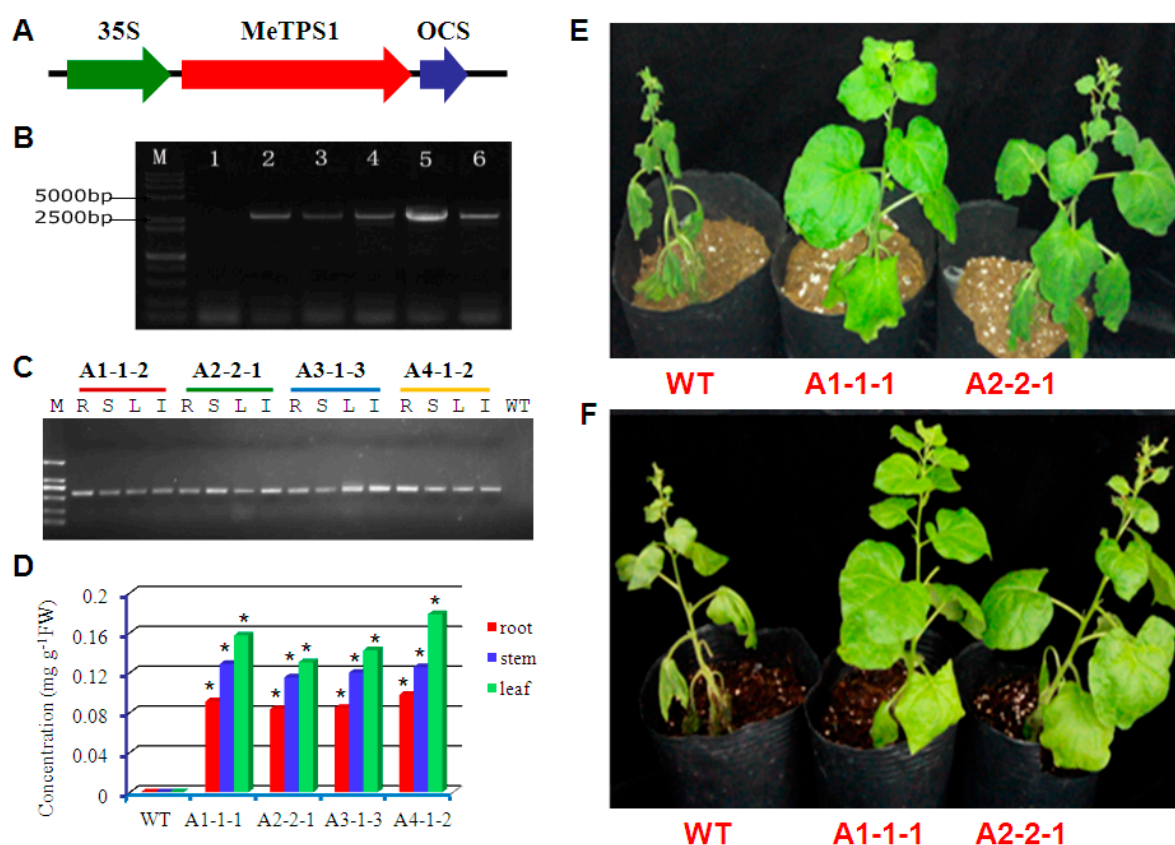 A
35S MeTPS1 OCS
B
M 1 2 3 4 5 6
5000bp
2500bp
C
A1-1-2 A2-2-1 A3-1-3 A4-1-2
M R S L I R S L I R S L I R S L I WT
D
Concentration (mg g-1FW)
0.2
0.16
0.12
0.08
0.04
0
* * * * * * * * * * * *
root
stem
leaf
WT A1-1-1 A2-2-1 A3-1-3 A4-1-2
E
WT A1-1-1 A2-2-1
F
WT A1-1-1 A2-2-1